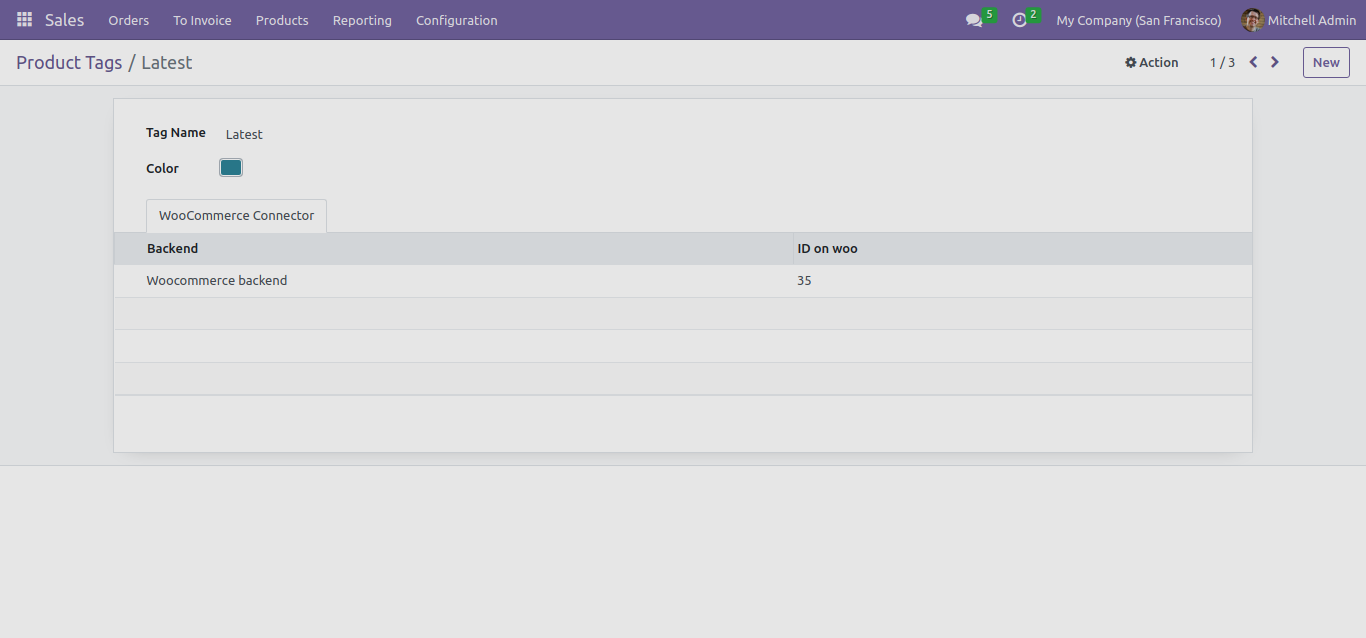 Sales Orders To Invoice Products Reporting Configuration 5 2 My Company (San Francisco) Mitchell Admin
Product Tags / Latest Action 1 / 3 New
Tag Name Latest
Color
WooCommerce Connector
Backend ID on woo
Woocommerce backend 35